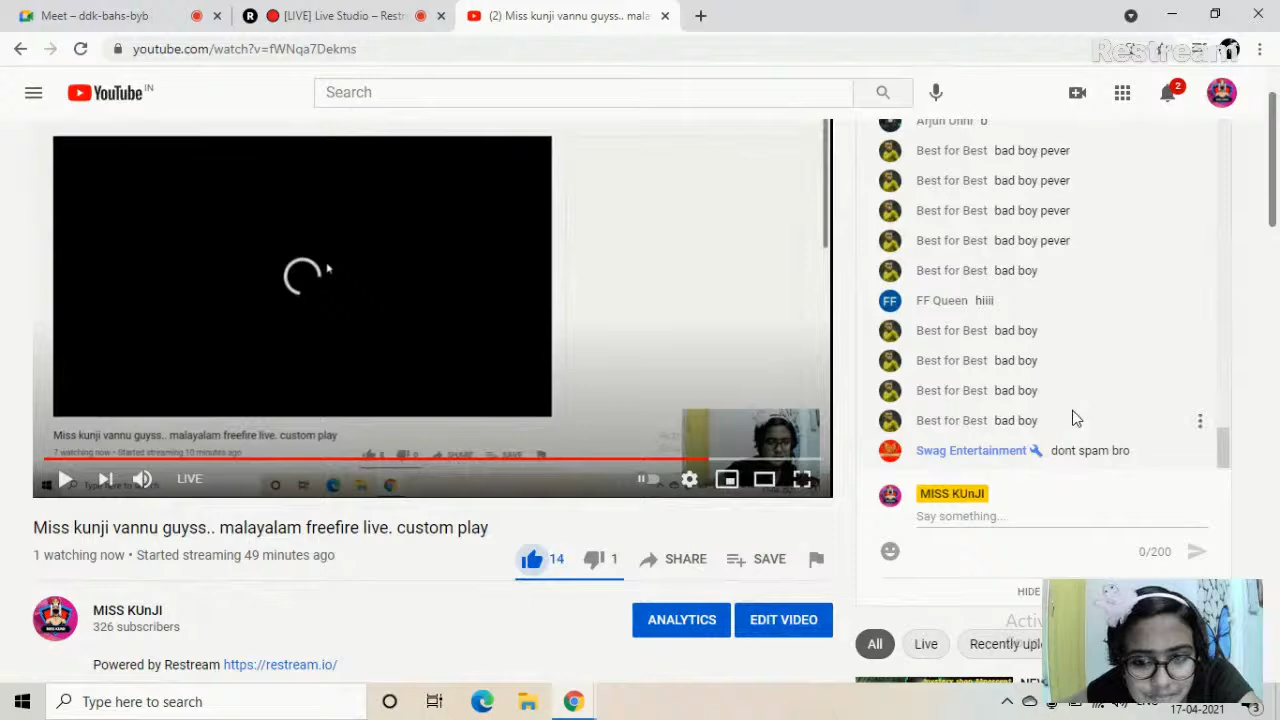 Meet – ddk-bahs-byb
R
[LIVE] Live Studio – Restr
(2) Miss kunji vannu guyss.. mala
youtube.com/watch?v=fWNqa7Dekms
Restream
YouTube IN
Search
2
Arjun Unni b
Best for Best bad boy pever
Best for Best bad boy pever
Best for Best bad boy pever
Best for Best bad boy pever
Best for Best bad boy
FF FF Queen hiiii
Best for Best bad boy
Best for Best bad boy
Best for Best bad boy
Best for Best bad boy
Swag Entertainment dont spam bro
MISS KUnJI
Say something...
0/200
HIDE
Miss kunji vannu guyss.. malayalam freefire live. custom play
7 watching now • Started streaming 10 minutes ago
SHARE
SAVE
LIVE
Miss kunji vannu guyss.. malayalam freefire live. custom play
1 watching now • Started streaming 49 minutes ago
14 1 SHARE SAVE
MISS KUnJI
326 subscribers
ANALYTICS EDIT VIDEO
Powered by Restream https://restream.io/
Activ
All Live Recently uplo
Type here to search
17-04-2021
3